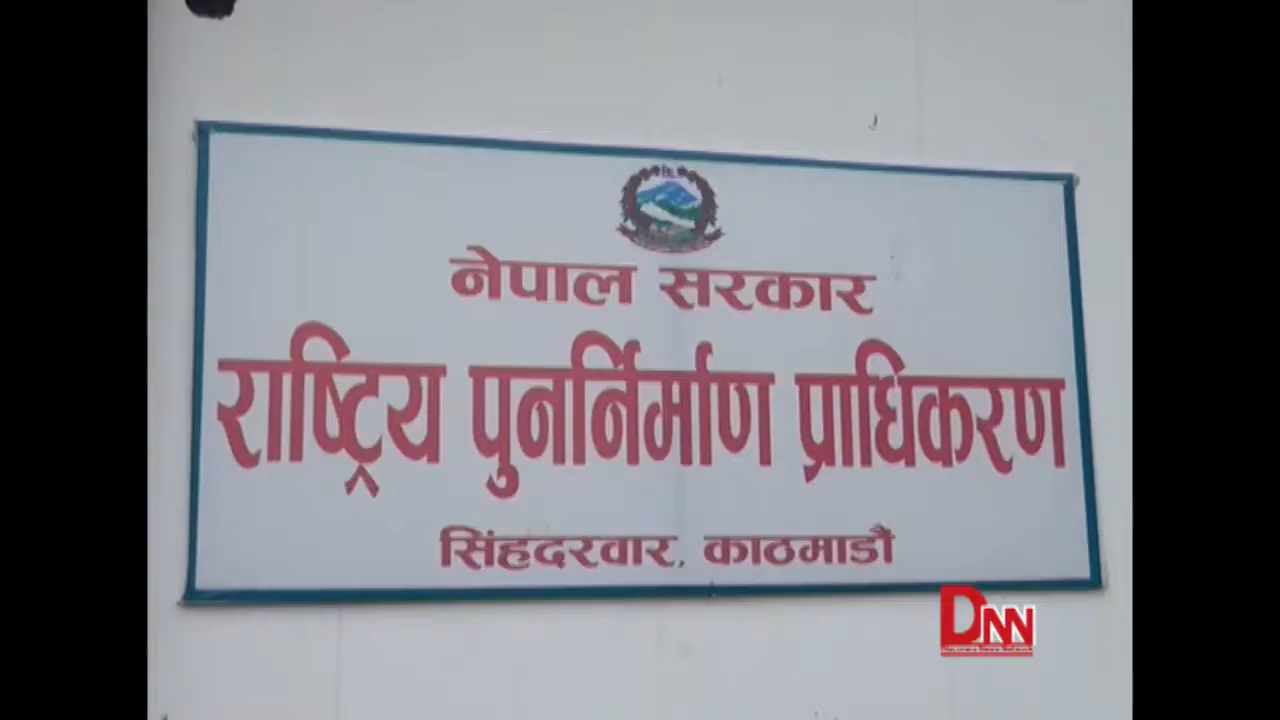 नेपाल सरकार
राष्ट्रिय पुनर्निर्माण प्राधिकरण
सिंहदरवार, काठमाडौं
DNN